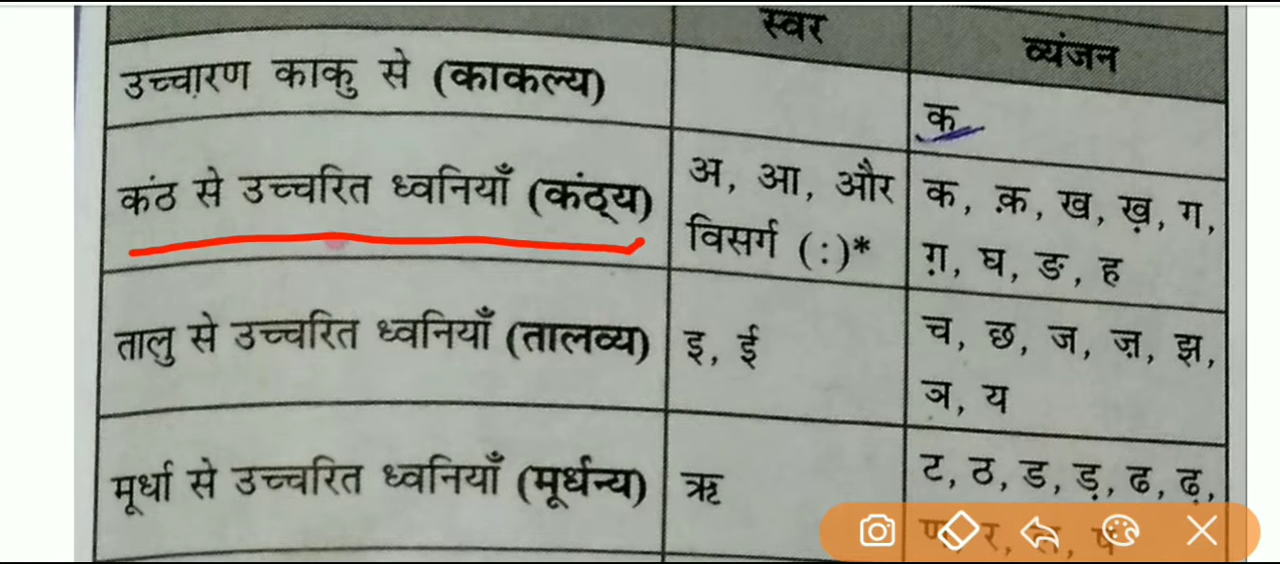 स्वर
व्यंजन
उच्चारण काकु से (काकल्य)
क
कंठ से उच्चरित ध्वनियाँ (कंठ्य)
अ, आ, और
विसर्ग (:)*
क, क़, ख, ख़, ग,
ग़, घ, ङ, ह
तालु से उच्चरित ध्वनियाँ (तालव्य)
इ, ई
च, छ, ज, ज़, झ,
ञ, य
मूर्धा से उच्चरित ध्वनियाँ (मूर्धन्य)
ऋ
ट, ठ, ड, ड़, ढ, ढ़,
र,